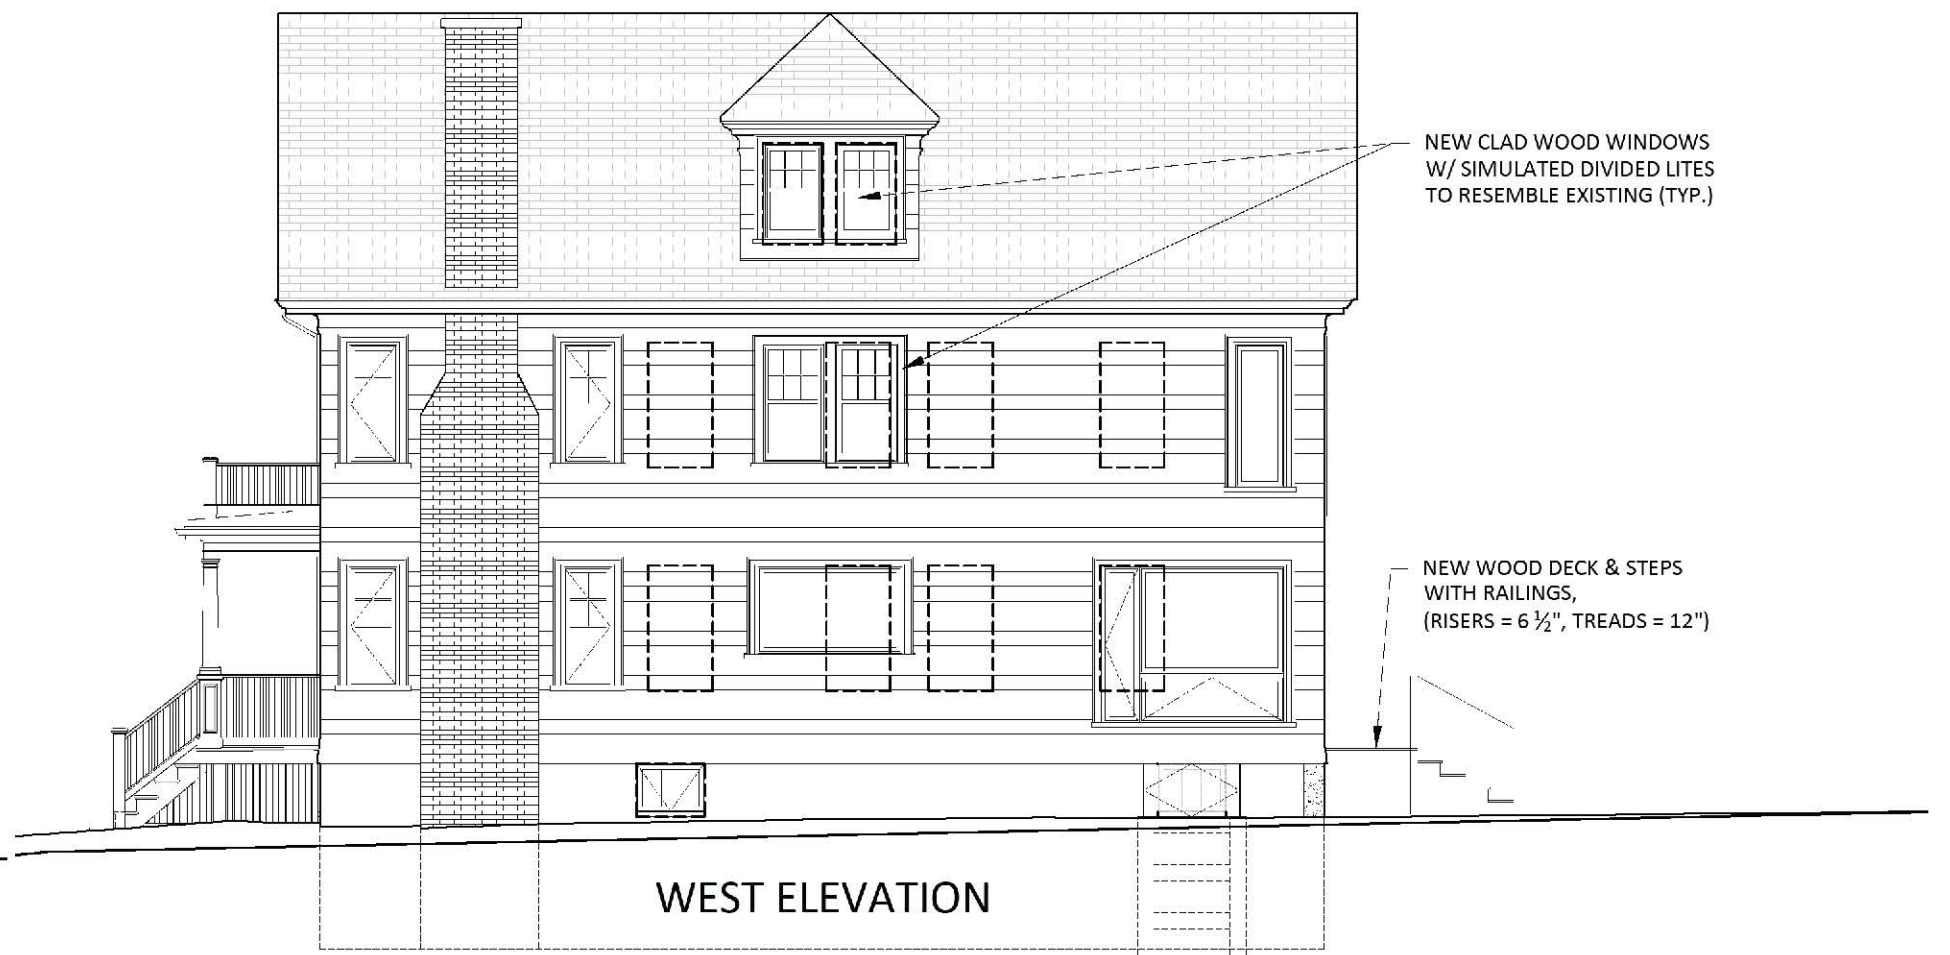 NEW CLAD WOOD WINDOWS
W/ SIMULATED DIVIDED LITES
TO RESEMBLE EXISTING (TYP.)
NEW WOOD DECK & STEPS
WITH RAILINGS,
(RISERS = 6 ½", TREADS = 12")
WEST ELEVATION